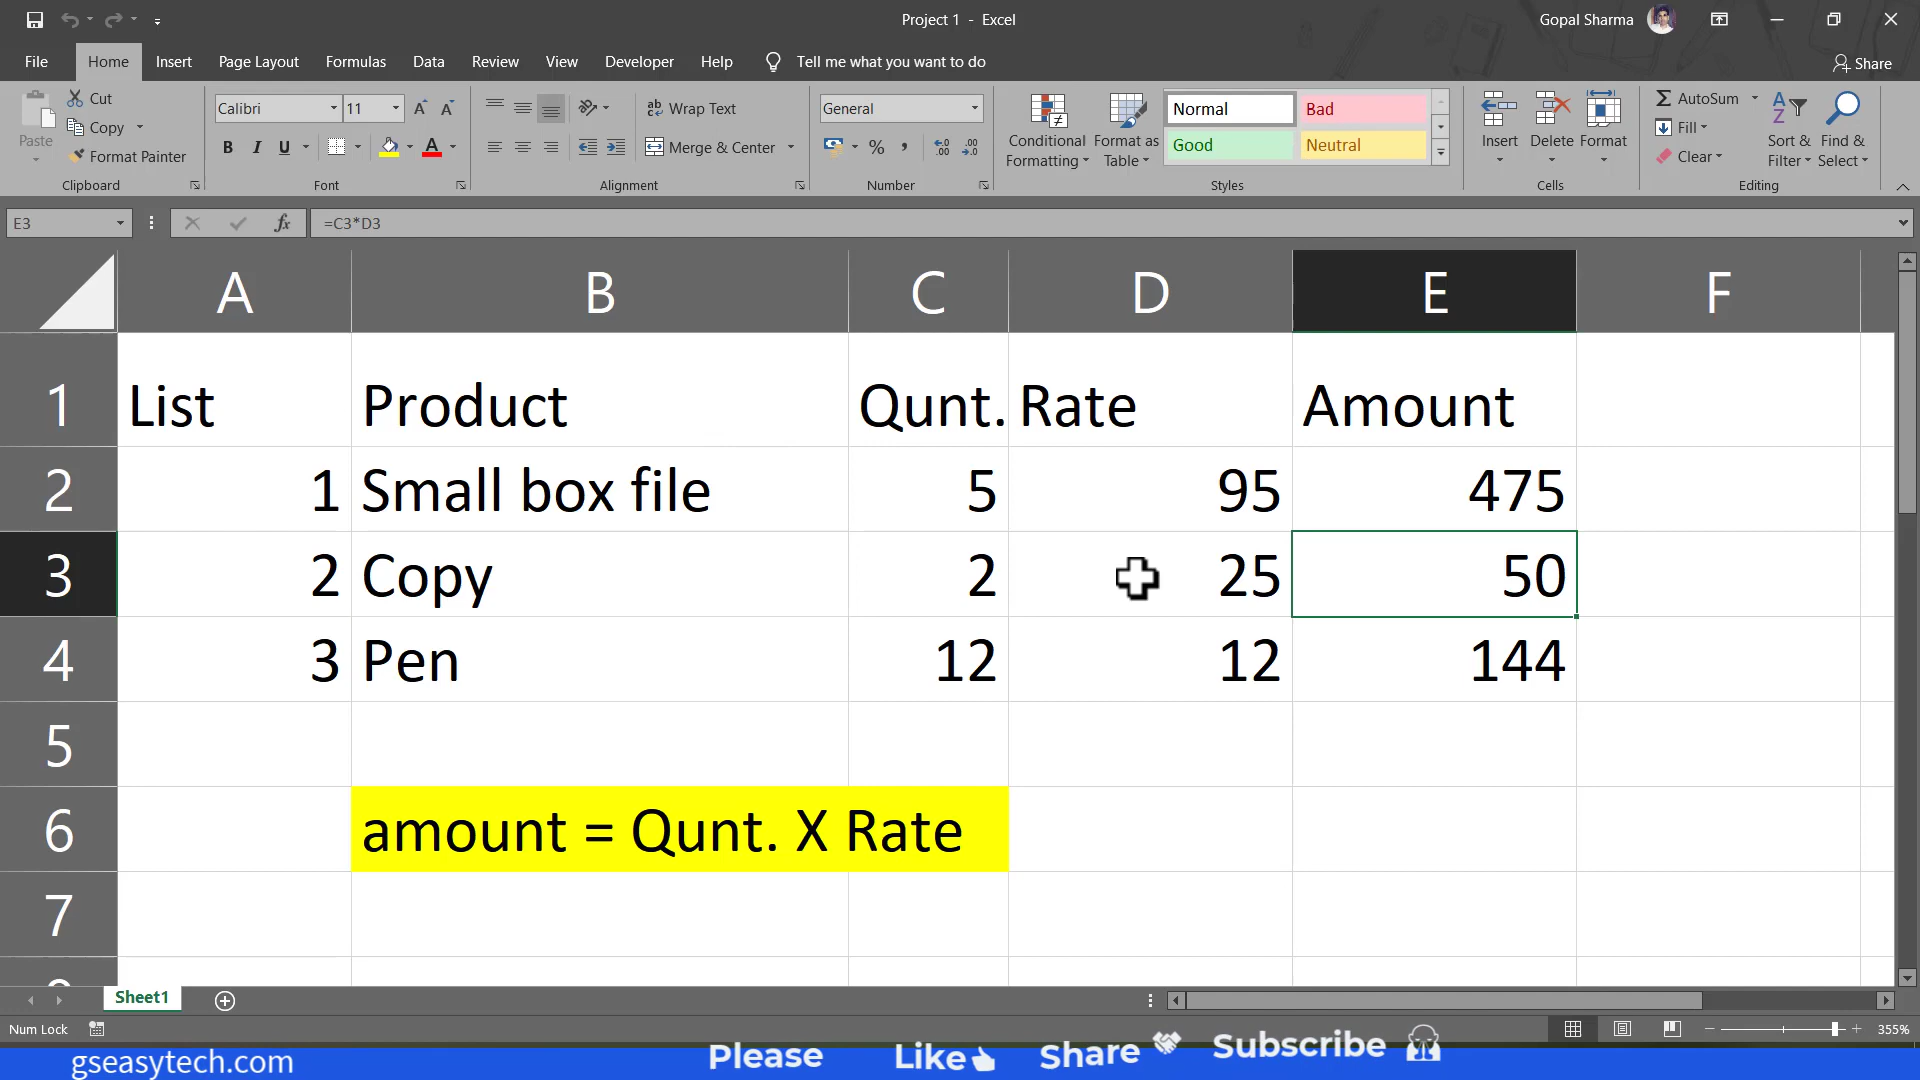 Project 1 - Excel
Gopal Sharma
File Home Insert Page Layout Formulas Data Review View Developer Help Tell me what you want to do
Share
Paste
Cut
Copy
Format Painter
Clipboard
Calibri 11
B I U A
Font
Wrap Text
Merge & Center
Alignment
General
% ,
Number
Conditional Formatting
Format as Table
Normal Bad
Good Neutral
Styles
Insert Delete Format
Cells
AutoSum
Fill
Clear
Sort & Filter
Find & Select
Editing
E3 fx =C3*D3
A B C D E F
1 List Product Qunt. Rate Amount
2 1 Small box file 5 95 475
3 2 Copy 2 25 50
4 3 Pen 12 12 144
5
6 amount = Qunt. X Rate
7
Sheet1
Num Lock
355%
gseasytech.com
Please Like Share Subscribe